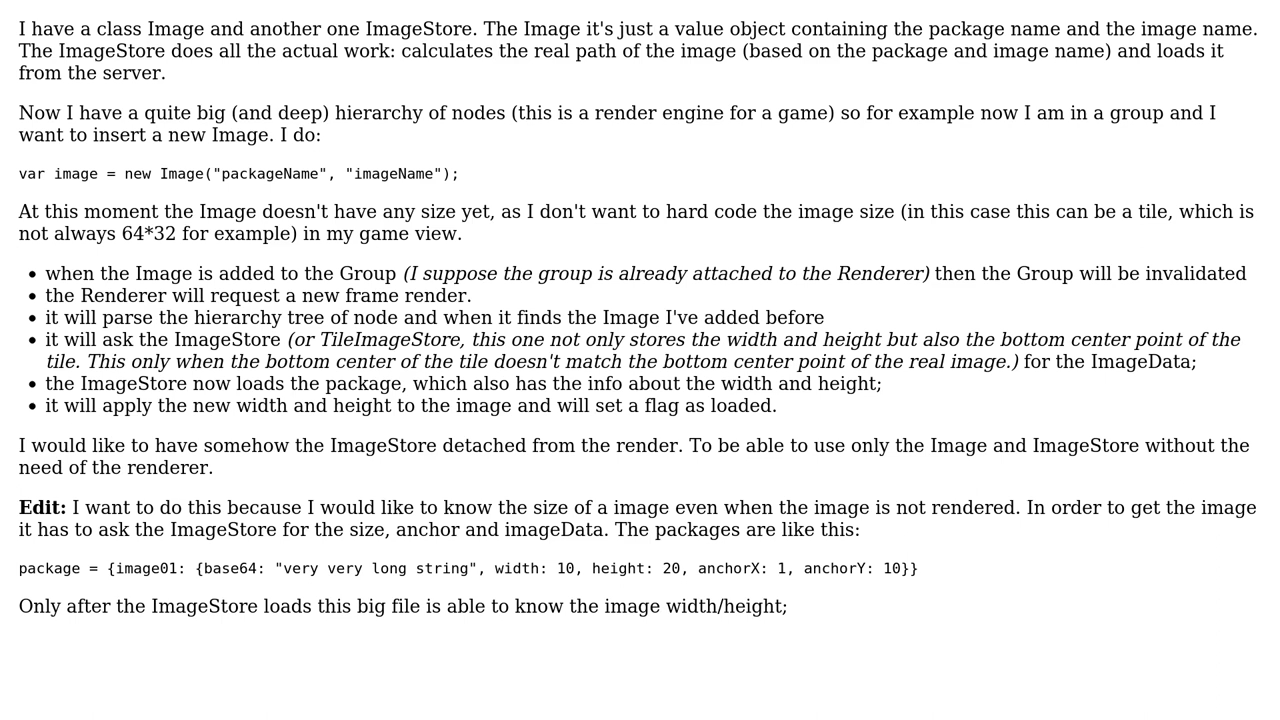 I have a class Image and another one ImageStore. The Image it's just a value object containing the package name and the image name.
The ImageStore does all the actual work: calculates the real path of the image (based on the package and image name) and loads it
from the server.
Now I have a quite big (and deep) hierarchy of nodes (this is a render engine for a game) so for example now I am in a group and I
want to insert a new Image. I do:
var image = new Image("packageName", "imageName");
At this moment the Image doesn't have any size yet, as I don't want to hard code the image size (in this case this can be a tile, which is
not always 64*32 for example) in my game view.
• when the Image is added to the Group (I suppose the group is already attached to the Renderer) then the Group will be invalidated
• the Renderer will request a new frame render.
• it will parse the hierarchy tree of node and when it finds the Image I've added before
• it will ask the ImageStore (or TileImageStore, this one not only stores the width and height but also the bottom center point of the
tile. This only when the bottom center of the tile doesn't match the bottom center point of the real image.) for the ImageData;
• the ImageStore now loads the package, which also has the info about the width and height;
• it will apply the new width and height to the image and will set a flag as loaded.
I would like to have somehow the ImageStore detached from the render. To be able to use only the Image and ImageStore without the
need of the renderer.
Edit: I want to do this because I would like to know the size of a image even when the image is not rendered. In order to get the image
it has to ask the ImageStore for the size, anchor and imageData. The packages are like this:
package = {image01: {base64: "very very long string", width: 10, height: 20, anchorX: 1, anchorY: 10}}
Only after the ImageStore loads this big file is able to know the image width/height;